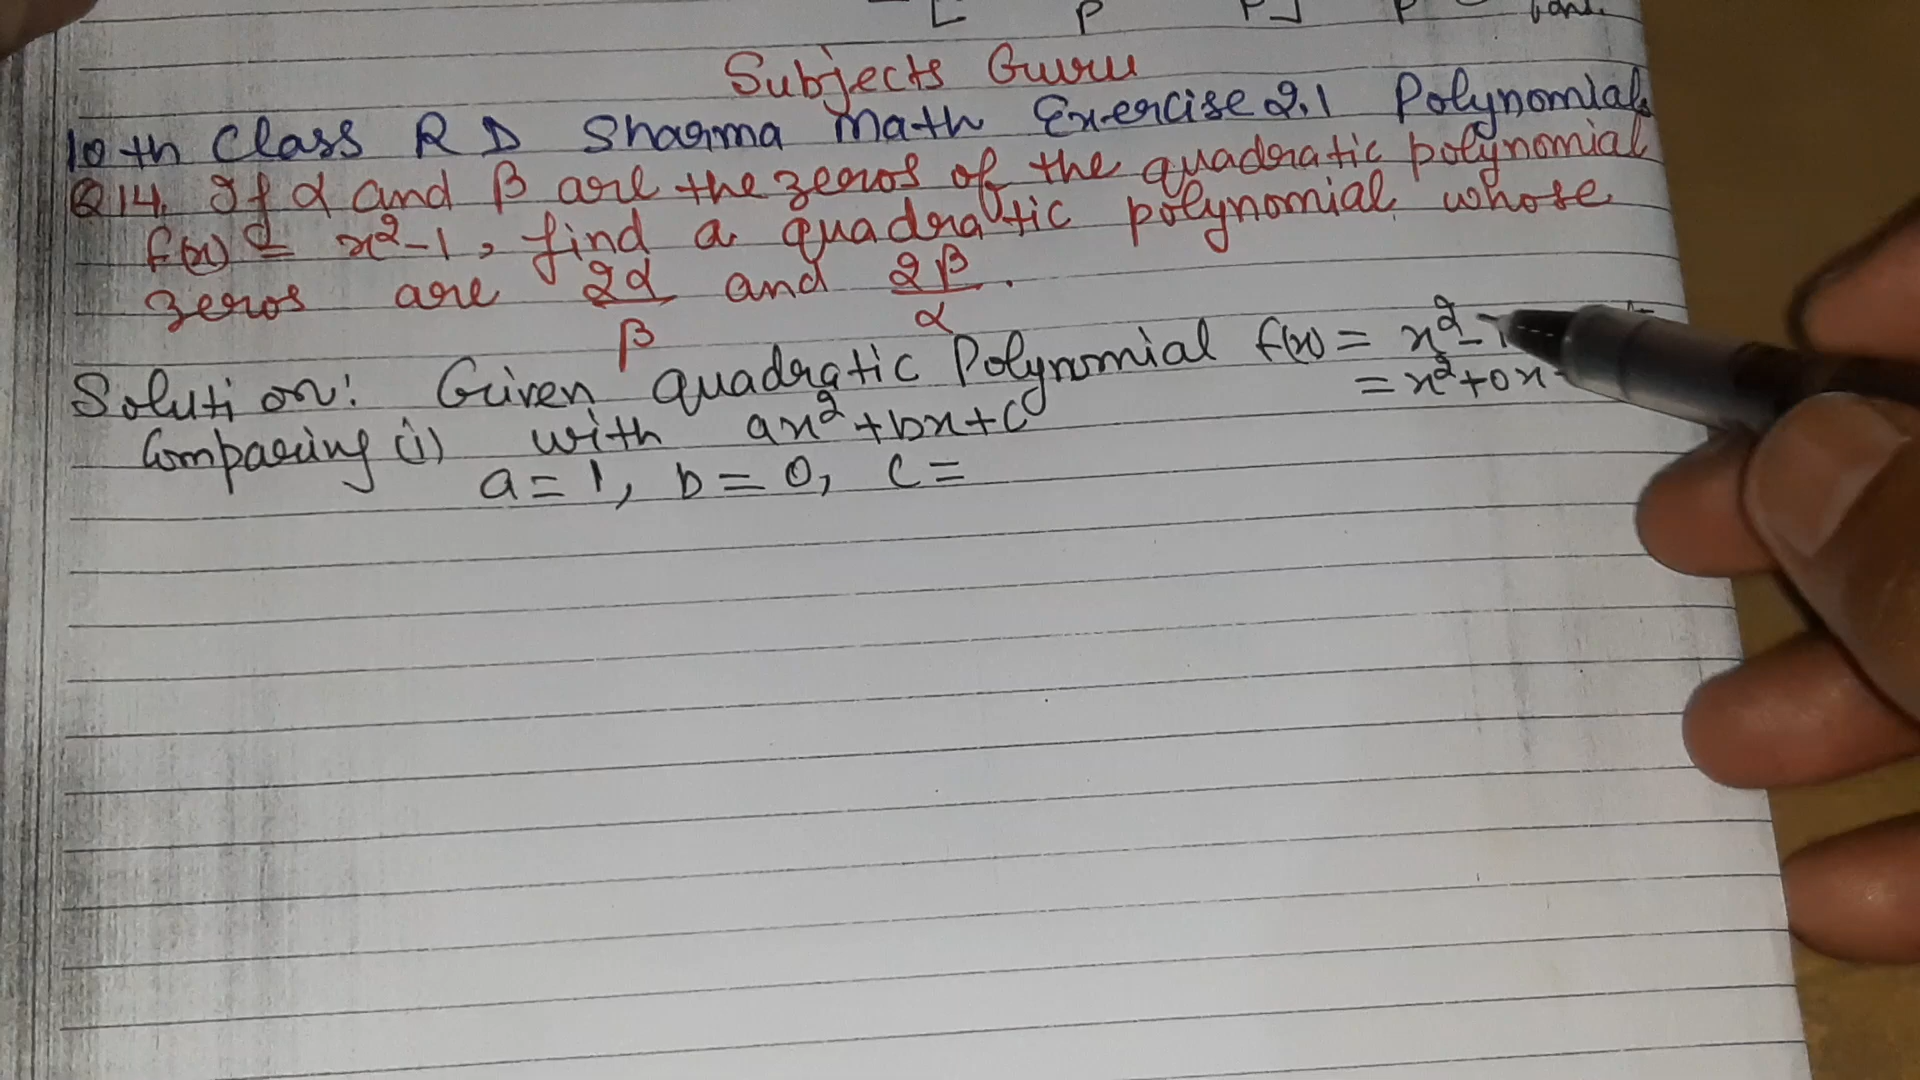 [ P P] P
Subjects Guru
10th Class R D Sharma Math Exercise 2.1 Polynomials
Q14. If α and β are the zeros of the quadratic polynomial
f(x) = x²-1, find a quadratic polynomial whose
zeros are 2α/β and 2β/α.
Solution: Given quadratic Polynomial f(x) = x²-1
= x²+0x
Comparing (i) with ax²+bx+c
a=1, b=0, c=